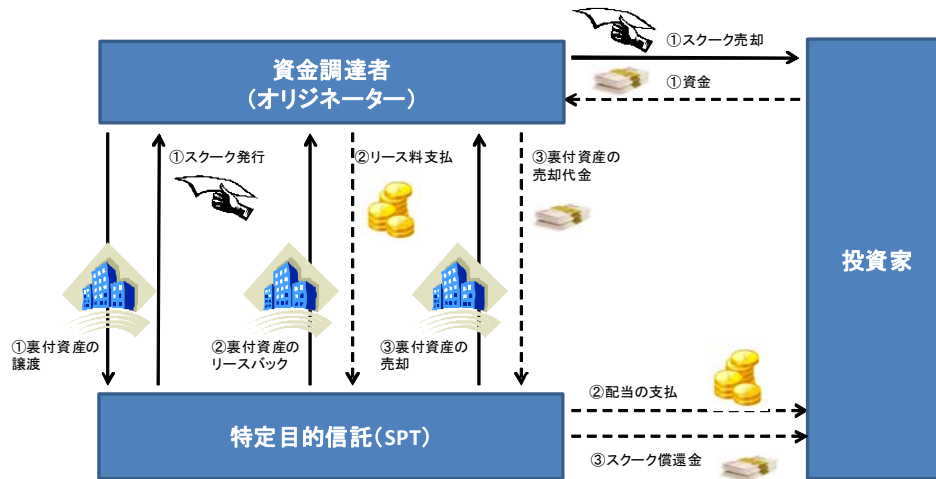 資金調達者
(オリジネーター)
①スクーク売却
①資金
①スクーク発行
②リース料支払
③裏付資産の
売却代金
投資家
①裏付資産の
譲渡
②裏付資産の
リースバック
③裏付資産の
売却
②配当の支払
特定目的信託(SPT)
③スクーク償還金